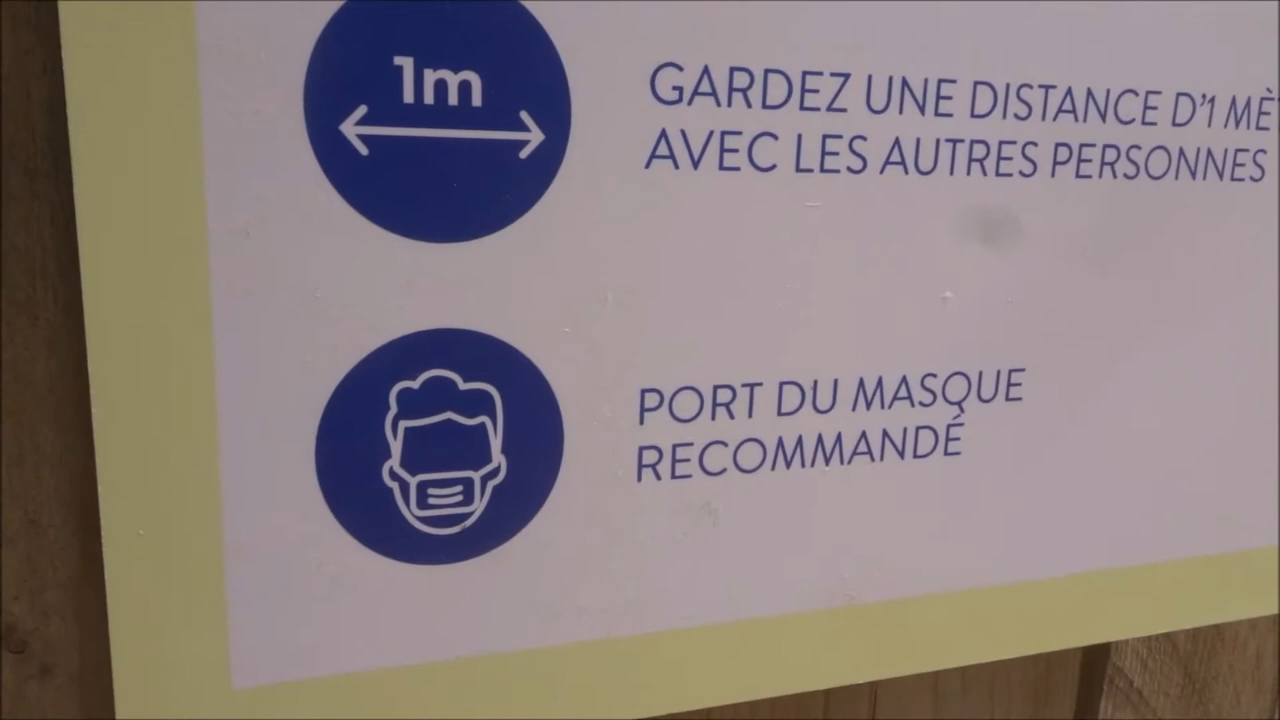 1m
GARDEZ UNE DISTANCE D'1 MÈ
AVEC LES AUTRES PERSONNES
PORT DU MASQUE
RECOMMANDÉ